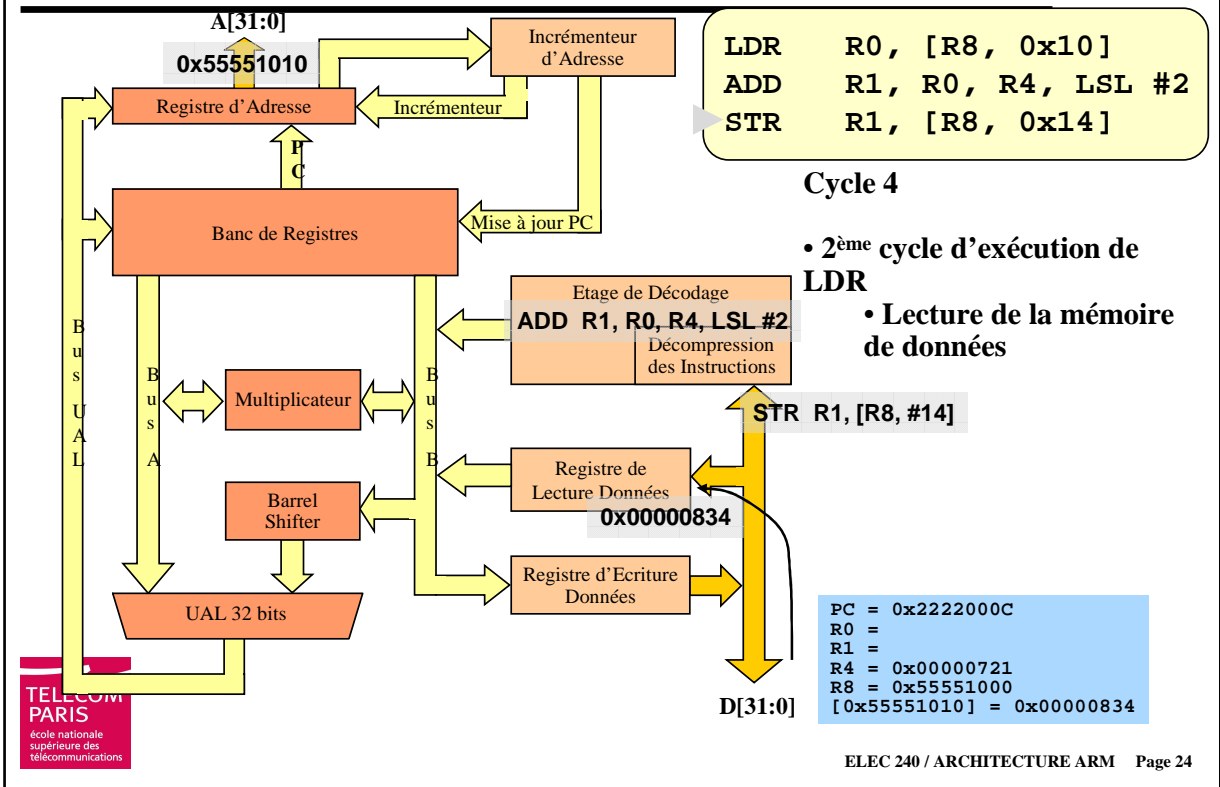 A[31:0]
0x55551010
Incrémenteur
d'Adresse
Registre d'Adresse
Incrémenteur
P
C
Banc de Registres
Mise à jour PC
Etage de Décodage
ADD R1, R0, R4, LSL #2
Décompression
des Instructions
B
u
s
U
A
L
B
u
s
A
Multiplicateur
B
u
s
B
STR R1, [R8, #14]
Registre de
Lecture Données
0x00000834
Barrel
Shifter
Registre d'Ecriture
Données
UAL 32 bits
D[31:0]
LDR R0, [R8, 0x10]
ADD R1, R0, R4, LSL #2
STR R1, [R8, 0x14]
Cycle 4
• 2ème cycle d'exécution de
LDR
• Lecture de la mémoire
de données
PC = 0x2222000C
R0 =
R1 =
R4 = 0x00000721
R8 = 0x55551000
[0x55551010] = 0x00000834
TELECOM
PARIS
école nationale
supérieure des
télécommunications
ELEC 240 / ARCHITECTURE ARM Page 24